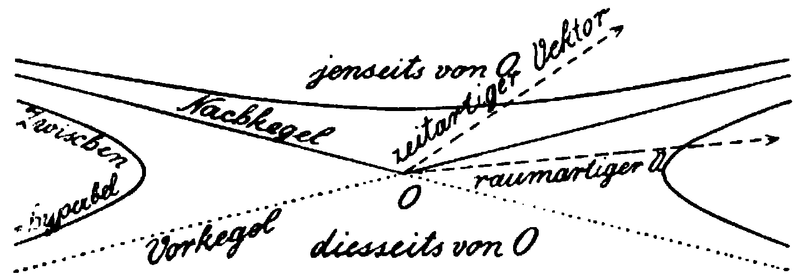 jenseits von O
zeitartiger Vektor
Nachkegel
Zwischen
-hyperbel
raumartiger V
O
Vorkegel
diesseits von O